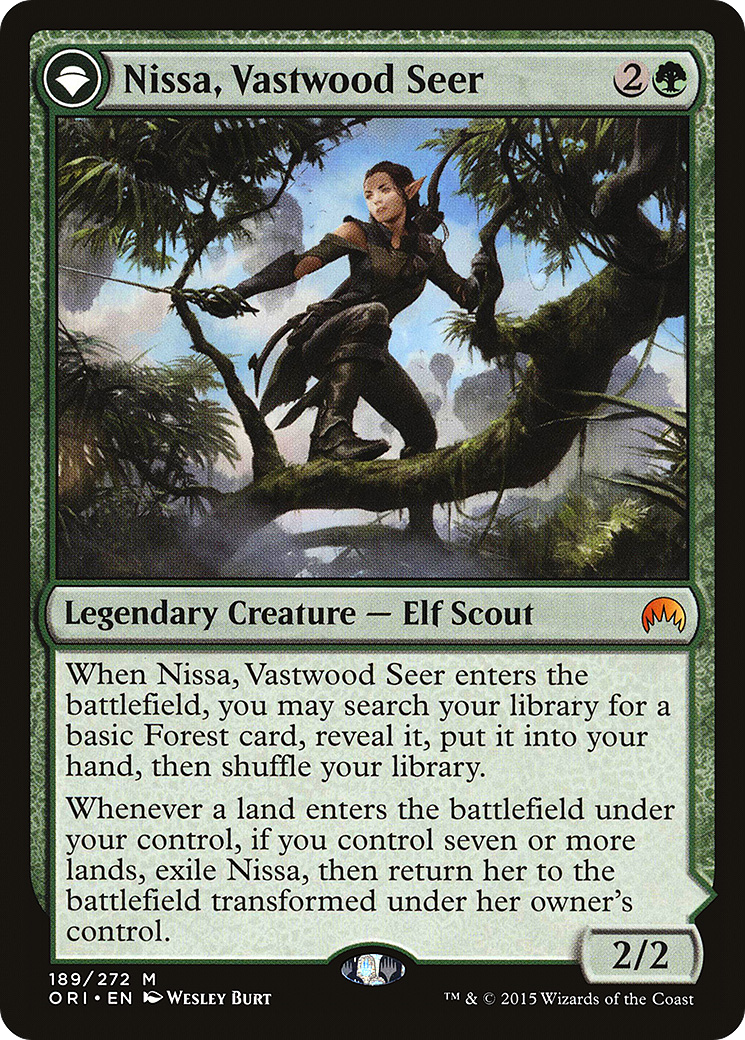 Nissa, Vastwood Seer 2
Legendary Creature — Elf Scout
When Nissa, Vastwood Seer enters the
battlefield, you may search your library for a
basic Forest card, reveal it, put it into your
hand, then shuffle your library.
Whenever a land enters the battlefield under
your control, if you control seven or more
lands, exile Nissa, then return her to the
battlefield transformed under her owner's
control.
2/2
189/272 M
ORI • EN Wesley Burt
™ & © 2015 Wizards of the Coast